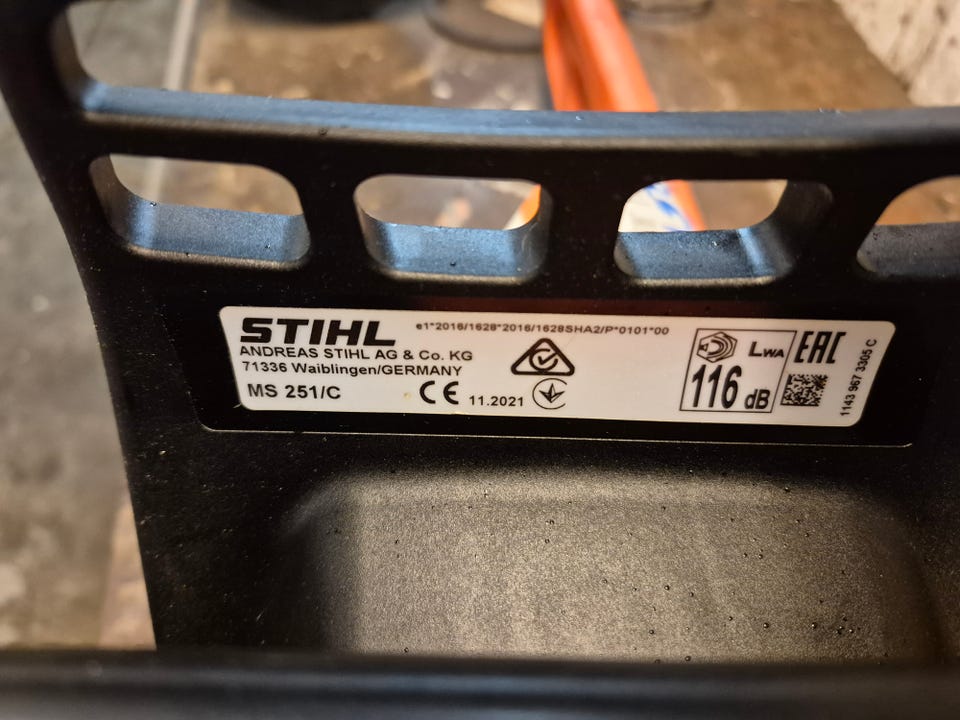 STIHL
e1*2016/1628*2016/1628SHA2/P*0101*00
ANDREAS STIHL AG & Co. KG
71336 Waiblingen/GERMANY
MS 251/C
CE
11.2021
LWA
116 dB
EAC
1143 967 3305 C